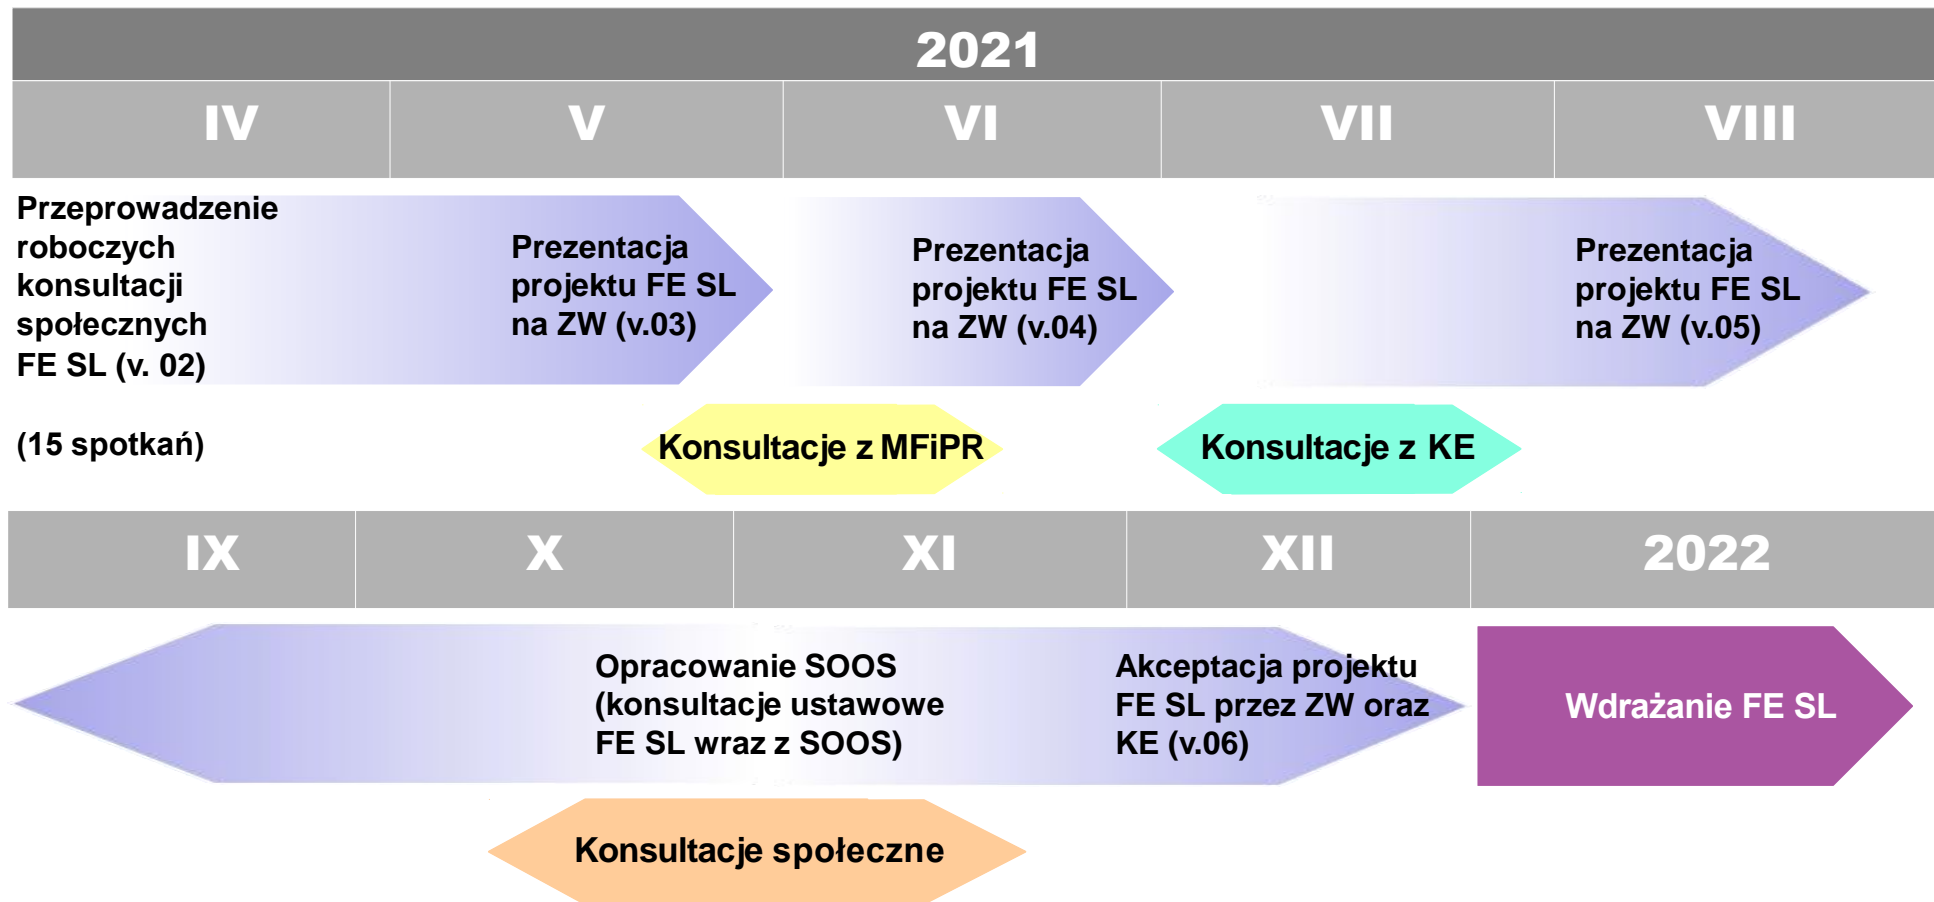 2021
IV
V
VI
VII
VIII
Przeprowadzenie
roboczych
konsultacji
społecznych
FE SL (v. 02)
(15 spotkań)
Prezentacja
projektu FE SL
na ZW (v.03)
Prezentacja
projektu FE SL
na ZW (v.04)
Prezentacja
projektu FE SL
na ZW (v.05)
Konsultacje z MFiPR
Konsultacje z KE
IX
X
XI
XII
2022
Opracowanie SOOS
(konsultacje ustawowe
FE SL wraz z SOOS)
Akceptacja projektu
FE SL przez ZW oraz
KE (v.06)
Wdrażanie FE SL
Konsultacje społeczne